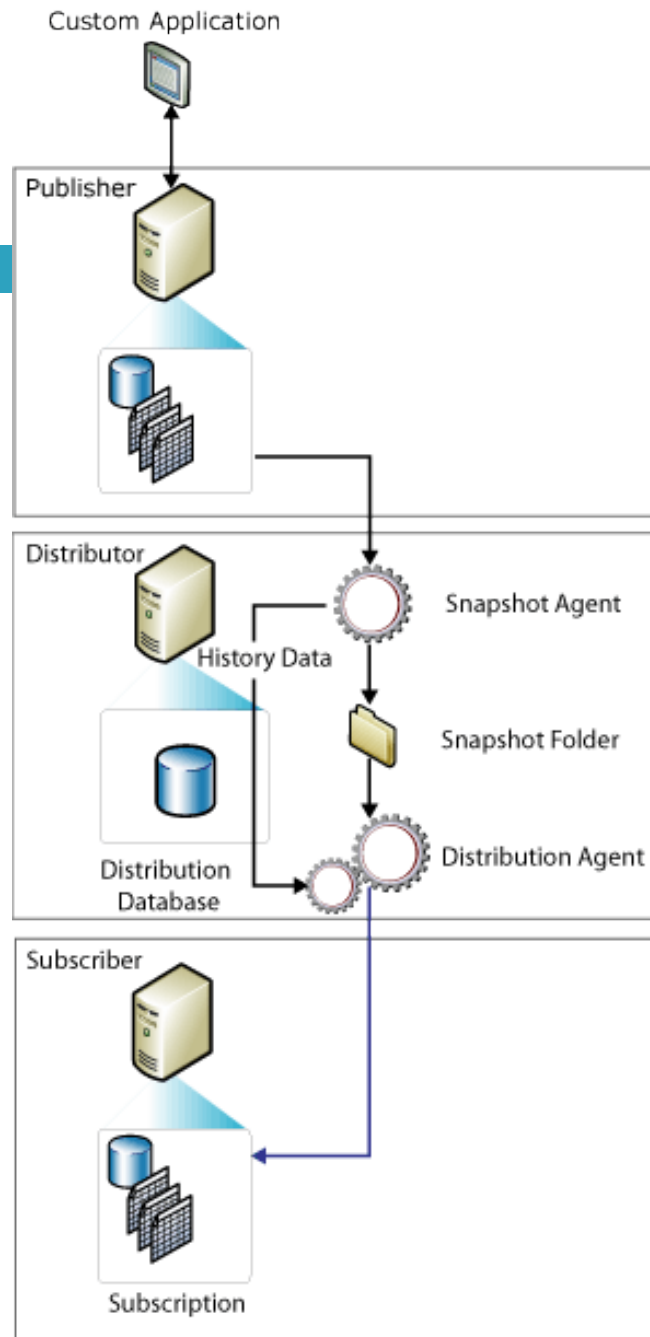 Custom Application
Publisher
Distributor
Snapshot Agent
History Data
Snapshot Folder
Distribution Agent
Distribution
Database
Subscriber
Subscription